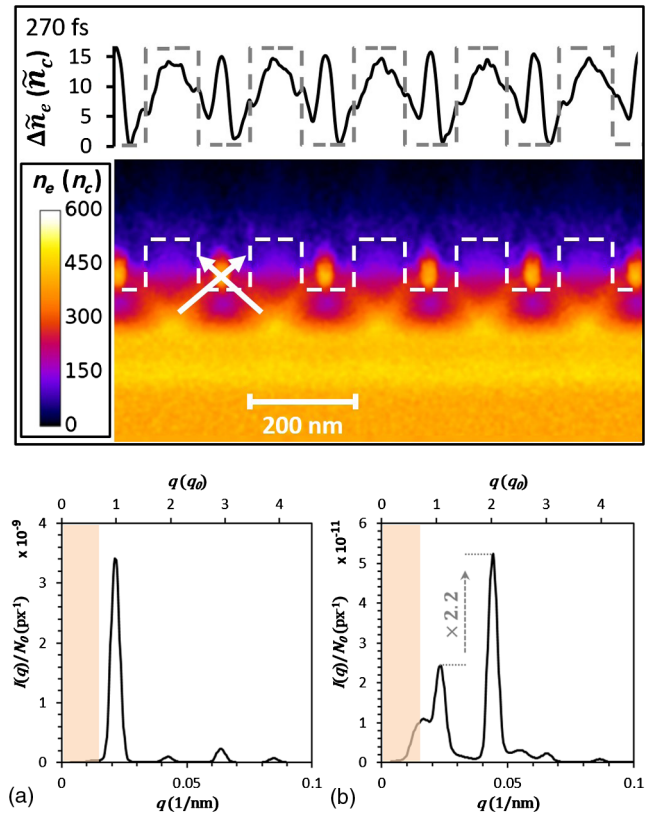 270 fs
Δñₑ (ñ_c)
15
10
5
0
nₑ (n_c)
600
450
300
150
0
200 nm
q (q₀)
0 1 2 3 4
x 10⁻⁹
I(q)/N₀ (px⁻¹)
4
3
2
1
0
0 0.05 0.1
q (1/nm)
(a)
q (q₀)
0 1 2 3 4
x 10⁻¹¹
I(q)/N₀ (px⁻¹)
6
5
4
3
2
1
0
× 2.2
0 0.05 0.1
q (1/nm)
(b)